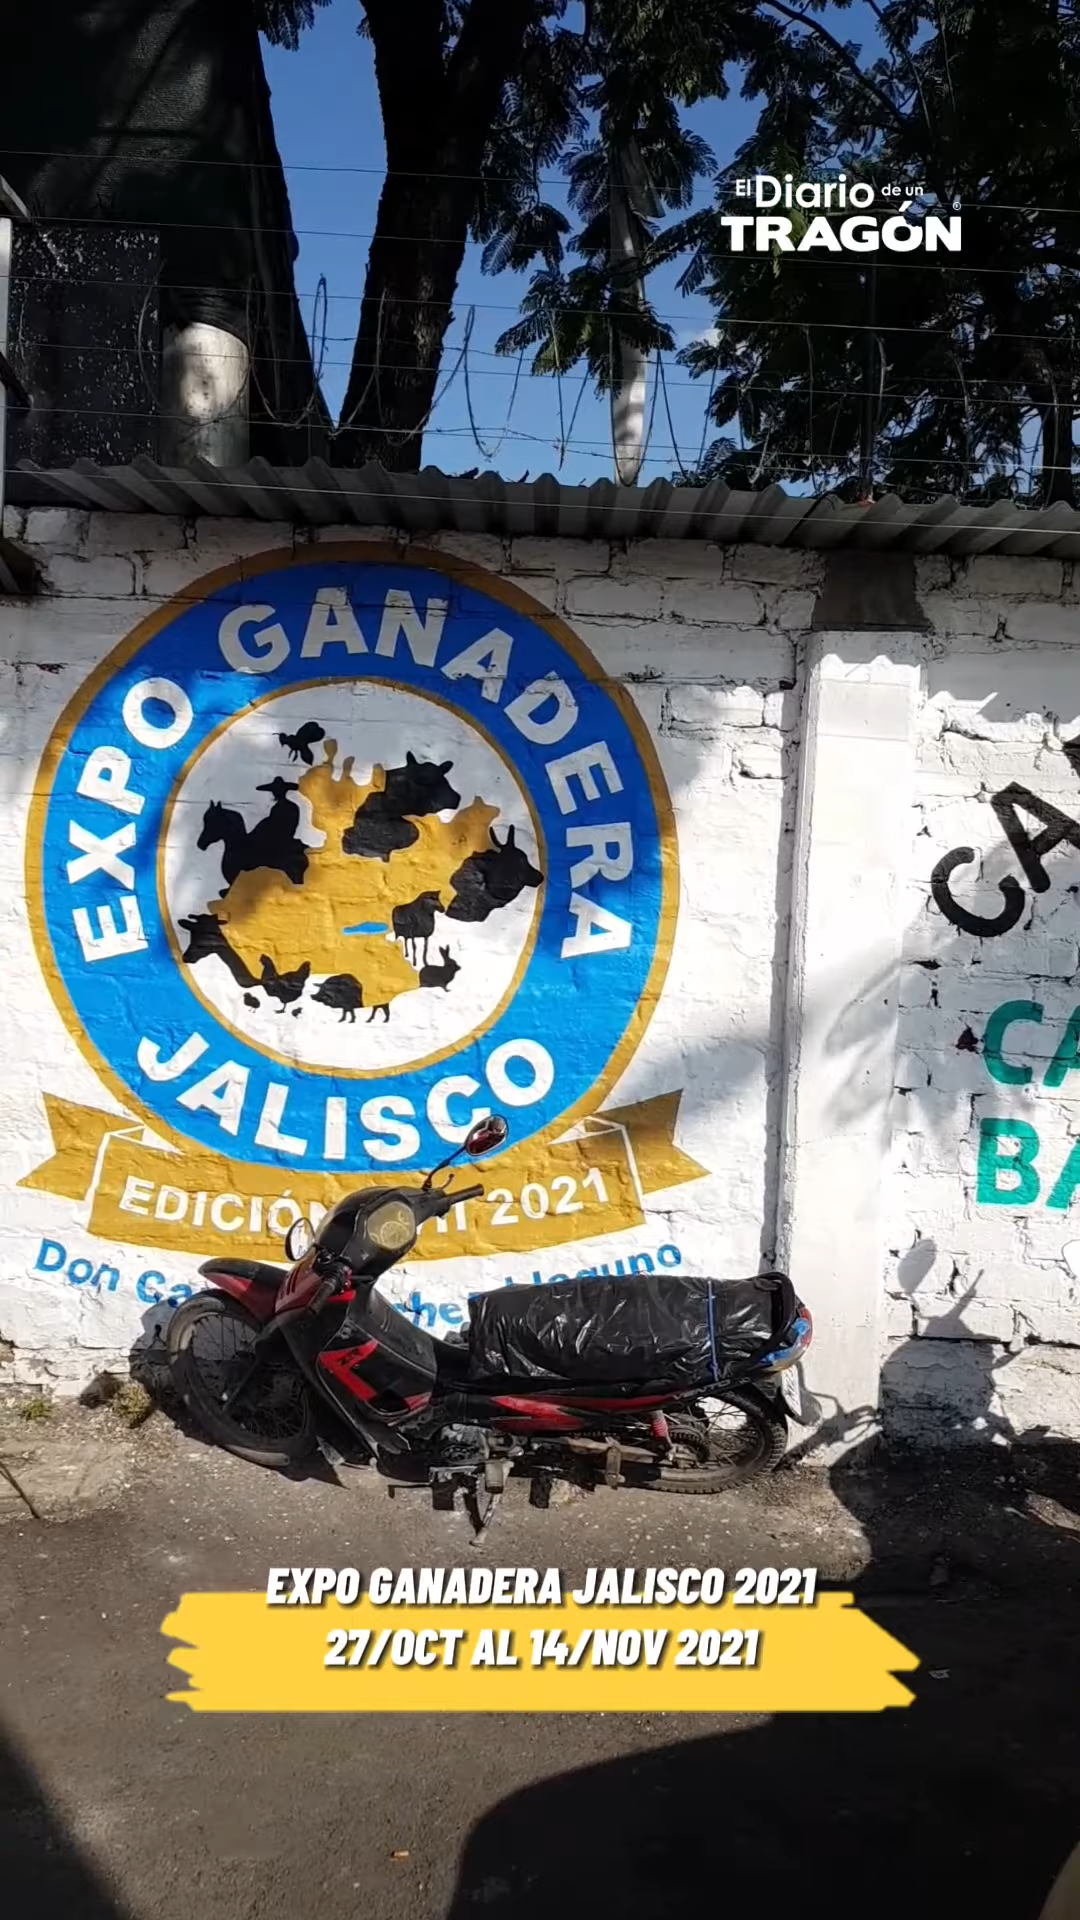 El Diario de un
TRAGÓN
EXPO GANADERA
JALISCO
EDICIÓN 2021
Don
EXPO GANADERA JALISCO 2021
27/OCT AL 14/NOV 2021